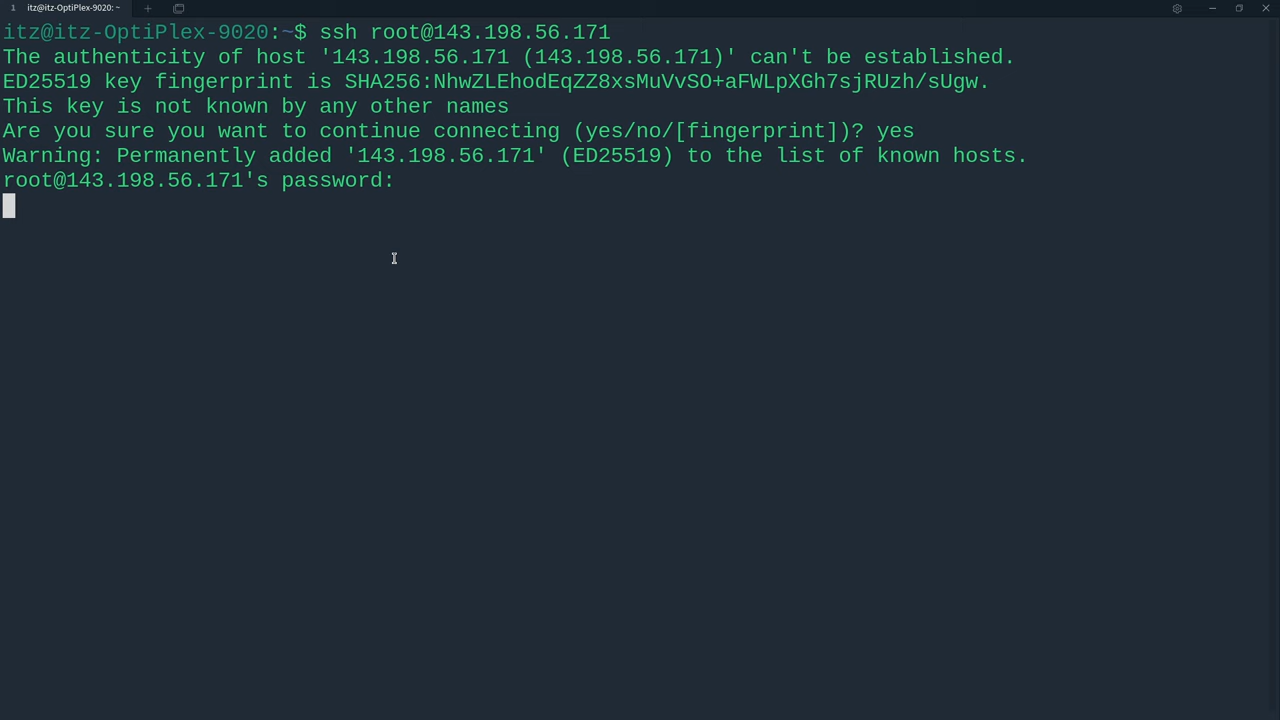 1 itz@itz-OptiPlex-9020: ~
itz@itz-OptiPlex-9020:~$ ssh root@143.198.56.171
The authenticity of host '143.198.56.171 (143.198.56.171)' can't be established.
ED25519 key fingerprint is SHA256:NhwZLEhodEqZZ8xsMuVvSO+aFWLpXGh7sjRUzh/sUgw.
This key is not known by any other names
Are you sure you want to continue connecting (yes/no/[fingerprint])? yes
Warning: Permanently added '143.198.56.171' (ED25519) to the list of known hosts.
root@143.198.56.171's password: